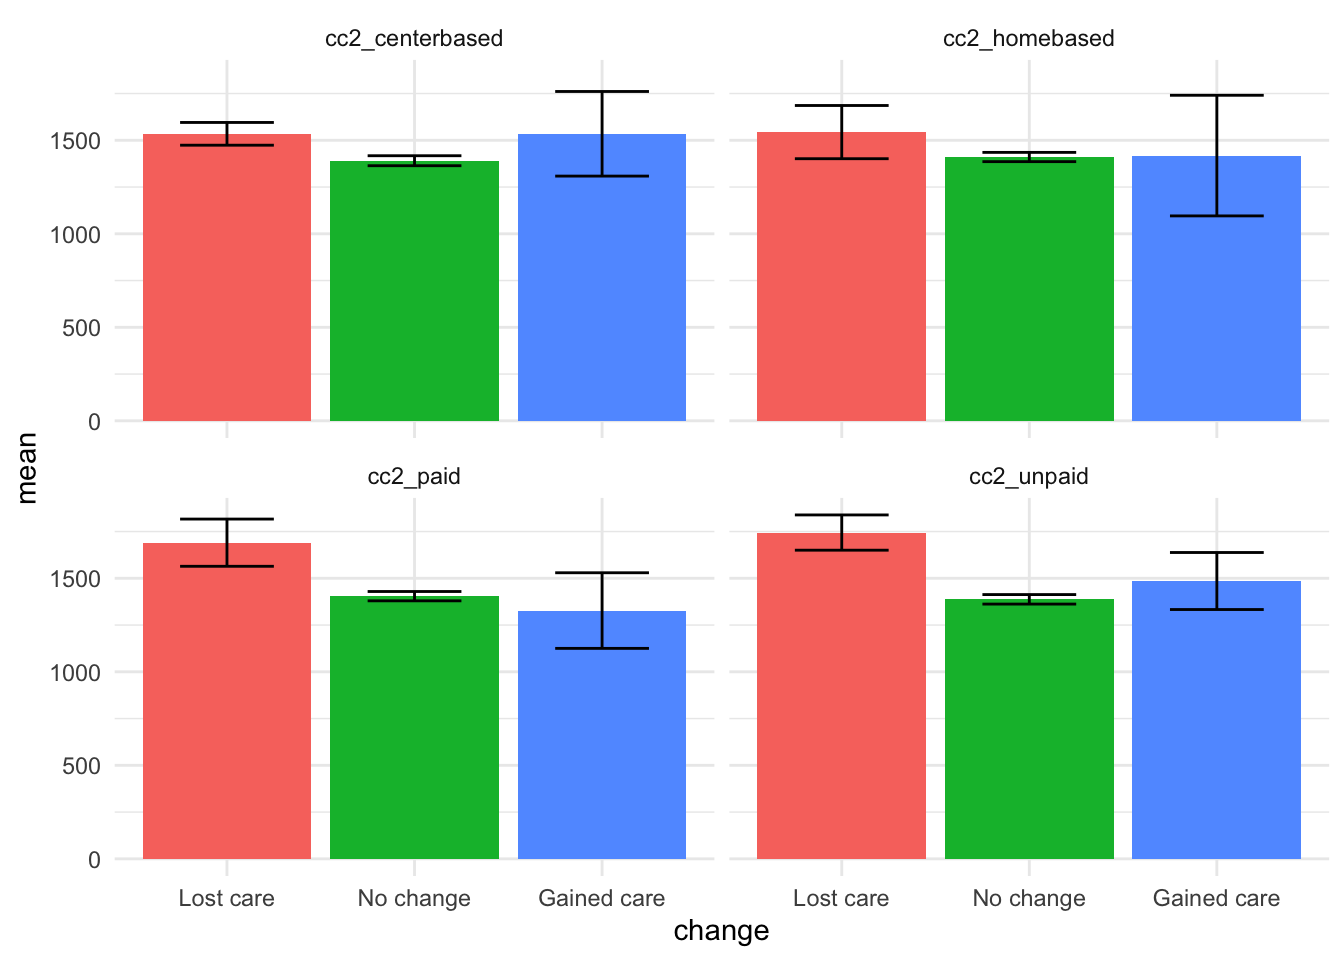 cc2_centerbased
cc2_homebased
1500
1000
500
0
cc2_paid
cc2_unpaid
1500
1000
500
0
Lost care
No change
Gained care
Lost care
No change
Gained care
change
mean